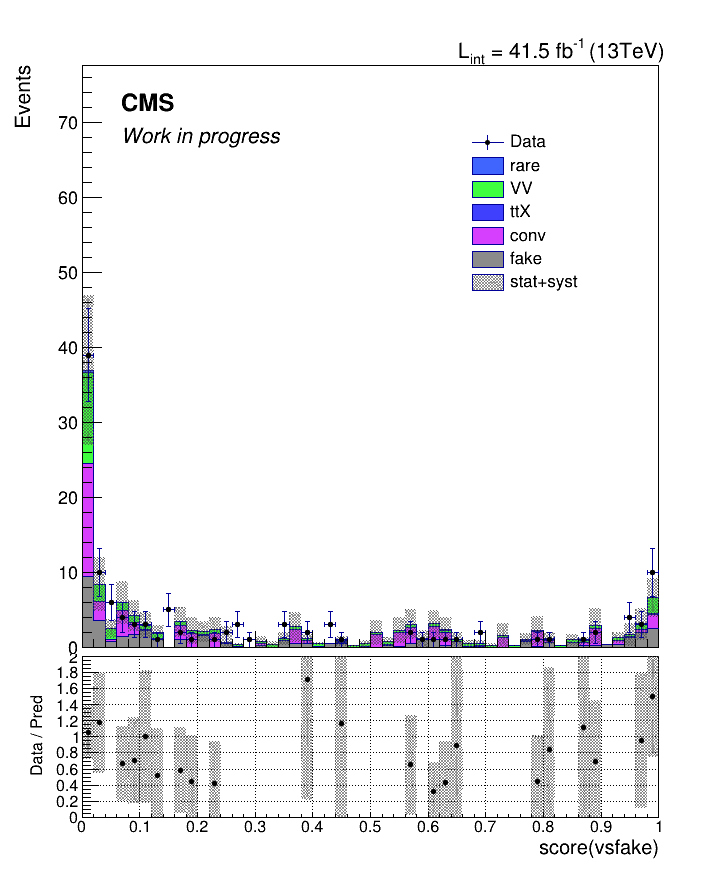 L_int = 41.5 fb^-1 (13TeV)
Events
CMS
Work in progress
Data
rare
VV
ttX
conv
fake
stat+syst
70
60
50
40
30
20
10
0
Data / Pred
2
1.8
1.6
1.4
1.2
1
0.8
0.6
0.4
0.2
0
0 0.1 0.2 0.3 0.4 0.5 0.6 0.7 0.8 0.9 1
score(vsfake)